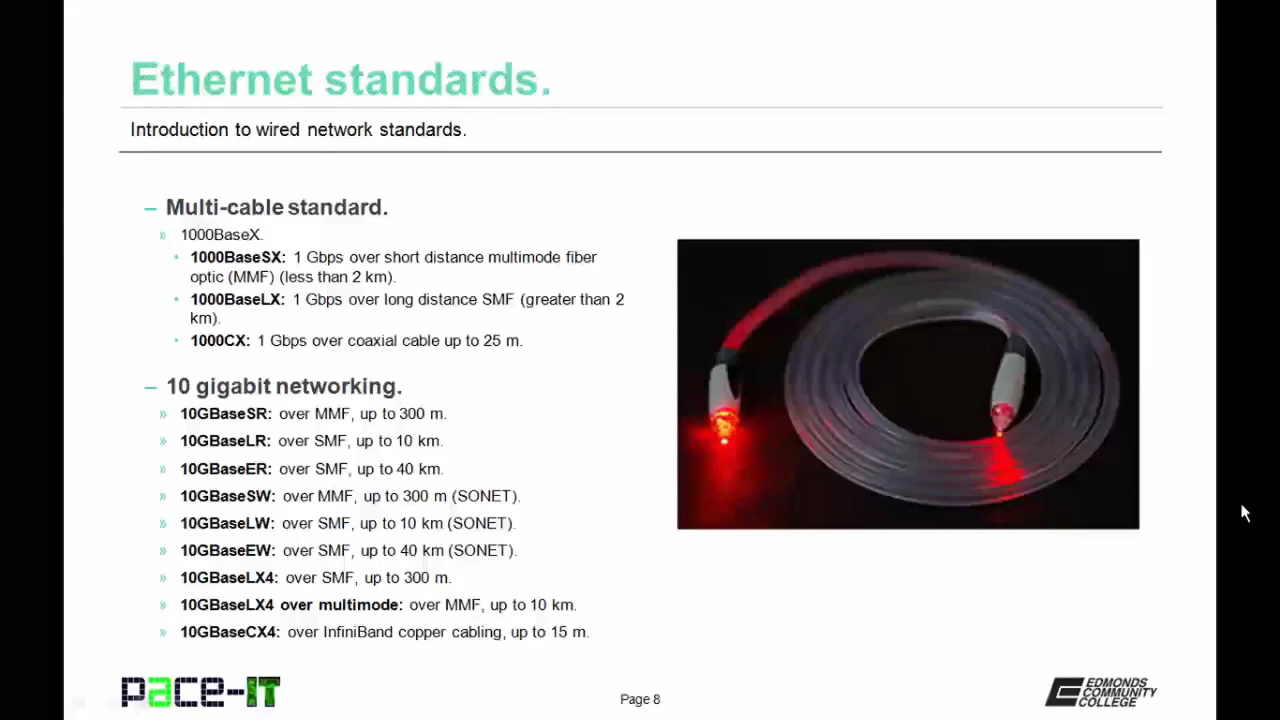 Ethernet standards.
Introduction to wired network standards.
– Multi-cable standard.
» 1000BaseX.
• 1000BaseSX: 1 Gbps over short distance multimode fiber
optic (MMF) (less than 2 km).
• 1000BaseLX: 1 Gbps over long distance SMF (greater than 2
km).
• 1000CX: 1 Gbps over coaxial cable up to 25 m.
– 10 gigabit networking.
» 10GBaseSR: over MMF, up to 300 m.
» 10GBaseLR: over SMF, up to 10 km.
» 10GBaseER: over SMF, up to 40 km.
» 10GBaseSW: over MMF, up to 300 m (SONET).
» 10GBaseLW: over SMF, up to 10 km (SONET).
» 10GBaseEW: over SMF, up to 40 km (SONET).
» 10GBaseLX4: over SMF, up to 300 m.
» 10GBaseLX4 over multimode: over MMF, up to 10 km.
» 10GBaseCX4: over InfiniBand copper cabling, up to 15 m.
pace-IT
Page 8
EDMONDS
COMMUNITY
COLLEGE